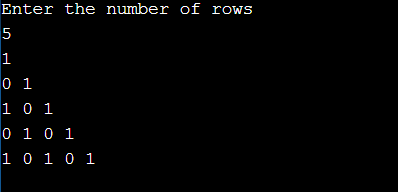 Enter the number of rows
5
1
0 1
1 0 1
0 1 0 1
1 0 1 0 1